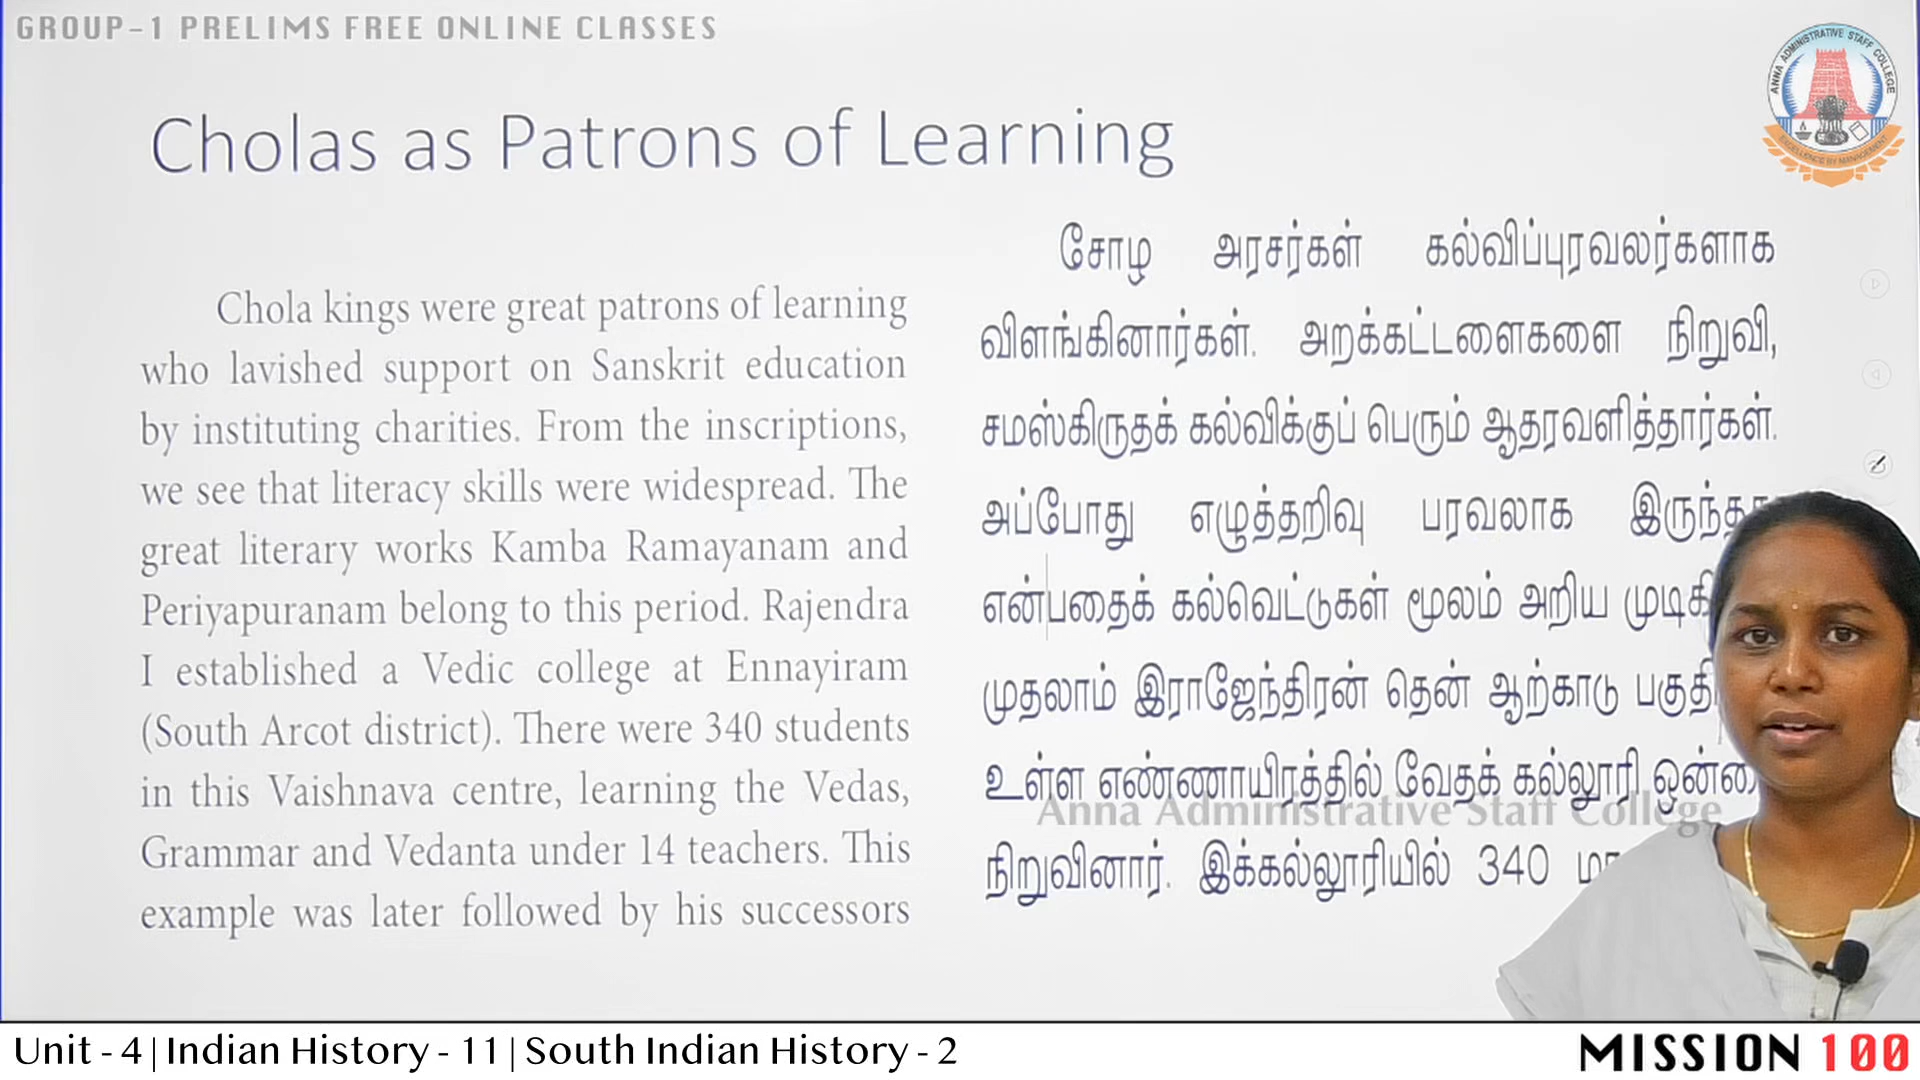 GROUP-1 PRELIMS FREE ONLINE CLASSES
ANNA ADMINISTRATIVE STAFF COLLEGE
EXCELLENCE BY MANAGEMENT
Cholas as Patrons of Learning
Chola kings were great patrons of learning
who lavished support on Sanskrit education
by instituting charities. From the inscriptions,
we see that literacy skills were widespread. The
great literary works Kamba Ramayanam and
Periyapuranam belong to this period. Rajendra
I established a Vedic college at Ennayiram
(South Arcot district). There were 340 students
in this Vaishnava centre, learning the Vedas,
Grammar and Vedanta under 14 teachers. This
example was later followed by his successors
சோழ அரசர்கள் கல்விப்புரவலர்களாக
விளங்கினார்கள். அறக்கட்டளைகளை நிறுவி,
சமஸ்கிருதக் கல்விக்குப் பெரும் ஆதரவளித்தார்கள்.
அப்போது எழுத்தறிவு பரவலாக
என்பதைக் கல்வெட்டுகள் மூலம் அறிய
முதலாம் இராஜேந்திரன் தென் ஆற்காடு
உள்ள எண்ணாயிரத்தில் வேதக் கல்லூரி
Anna Administrative Staff College
நிறுவினார். இக்கல்லூரியில் 340
Unit - 4 | Indian History - 11 | South Indian History - 2
MISSION 100